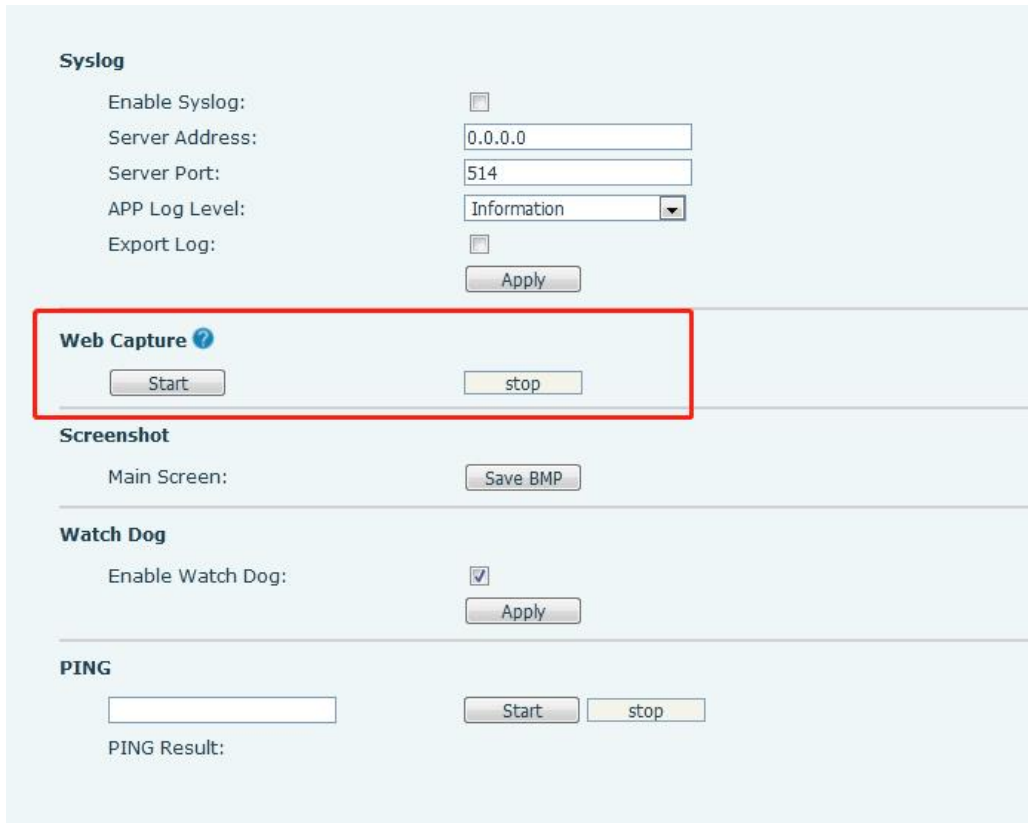 Syslog
Enable Syslog:
Server Address: 0.0.0.0
Server Port: 514
APP Log Level: Information
Export Log:
Apply
Web Capture ?
Start stop
Screenshot
Main Screen: Save BMP
Watch Dog
Enable Watch Dog:
Apply
PING
Start stop
PING Result: